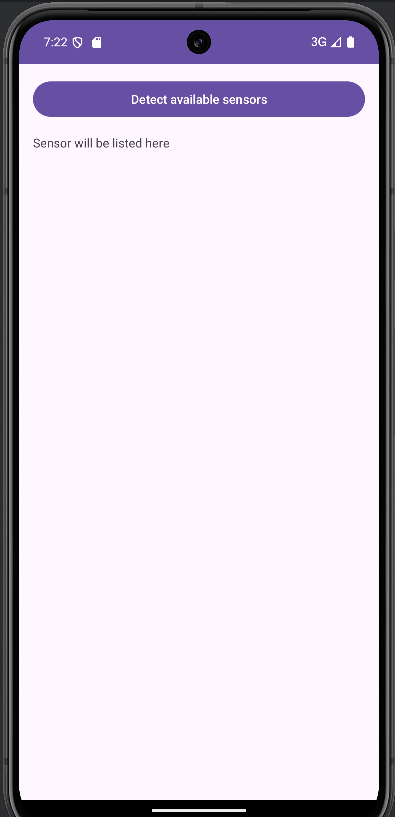 7:22 3G
Detect available sensors
Sensor will be listed here